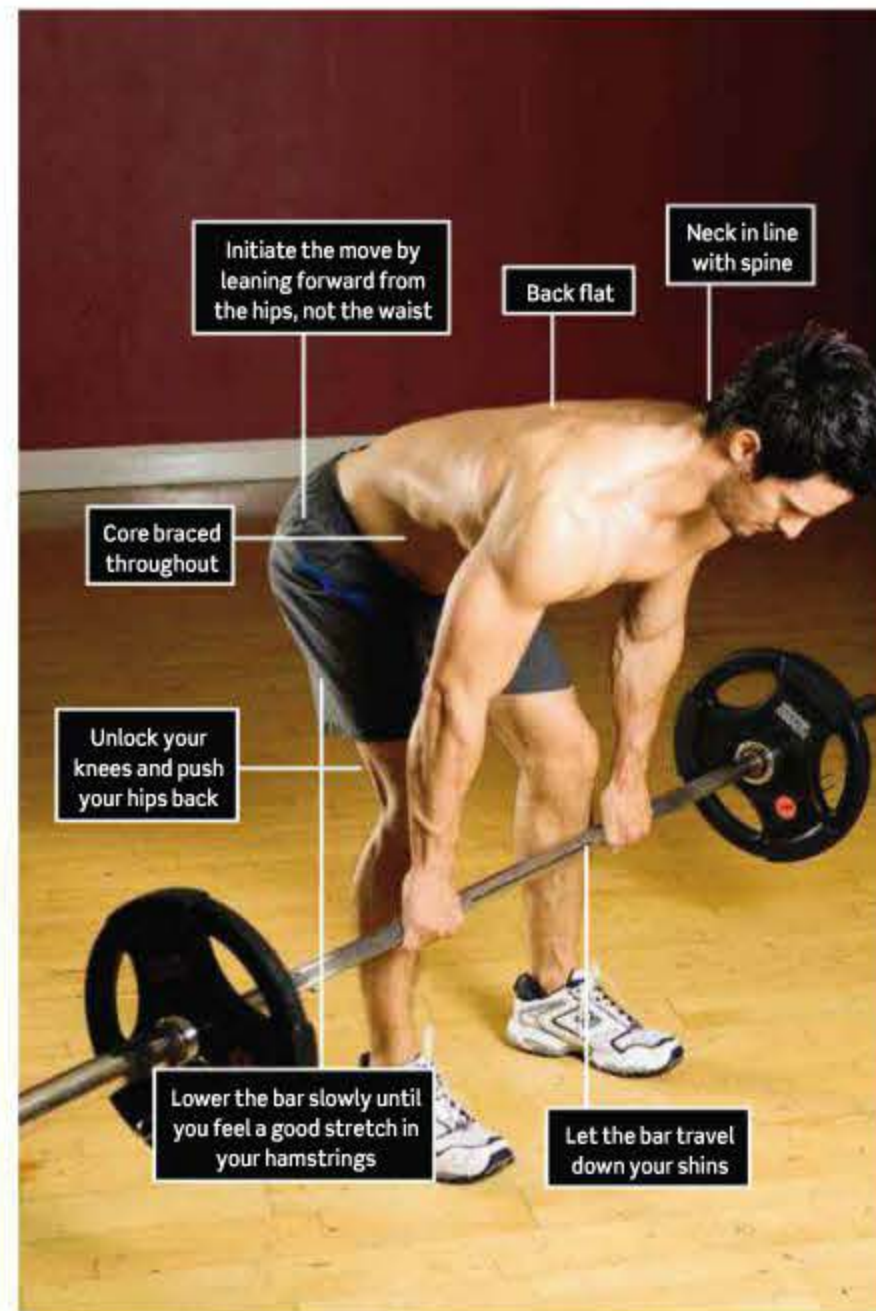 Initiate the move by
leaning forward from
the hips, not the waist
Back flat
Neck in line
with spine
Core braced
throughout
Unlock your
knees and push
your hips back
Lower the bar slowly until
you feel a good stretch in
your hamstrings
Let the bar travel
down your shins